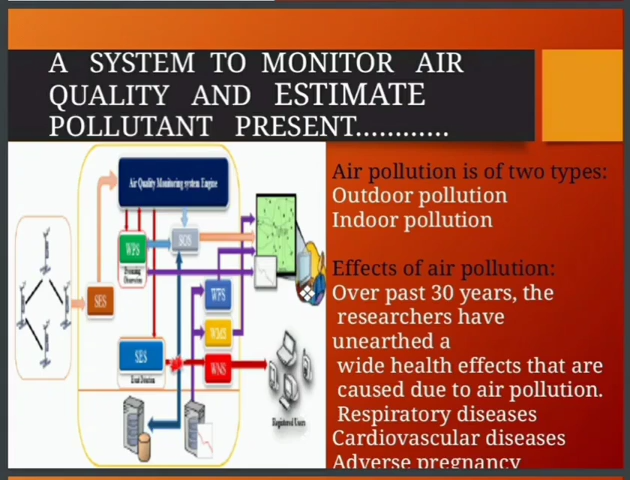 A SYSTEM TO MONITOR AIR
QUALITY AND ESTIMATE
POLLUTANT PRESENT............
Air Quality Monitoring system Engine
WPS
SOS
SES
WPS
WMS
SES
WNS
Registered Users
Air pollution is of two types:
Outdoor pollution
Indoor pollution
Effects of air pollution:
Over past 30 years, the
researchers have
unearthed a
wide health effects that are
caused due to air pollution.
Respiratory diseases
Cardiovascular diseases
Adverse pregnancy